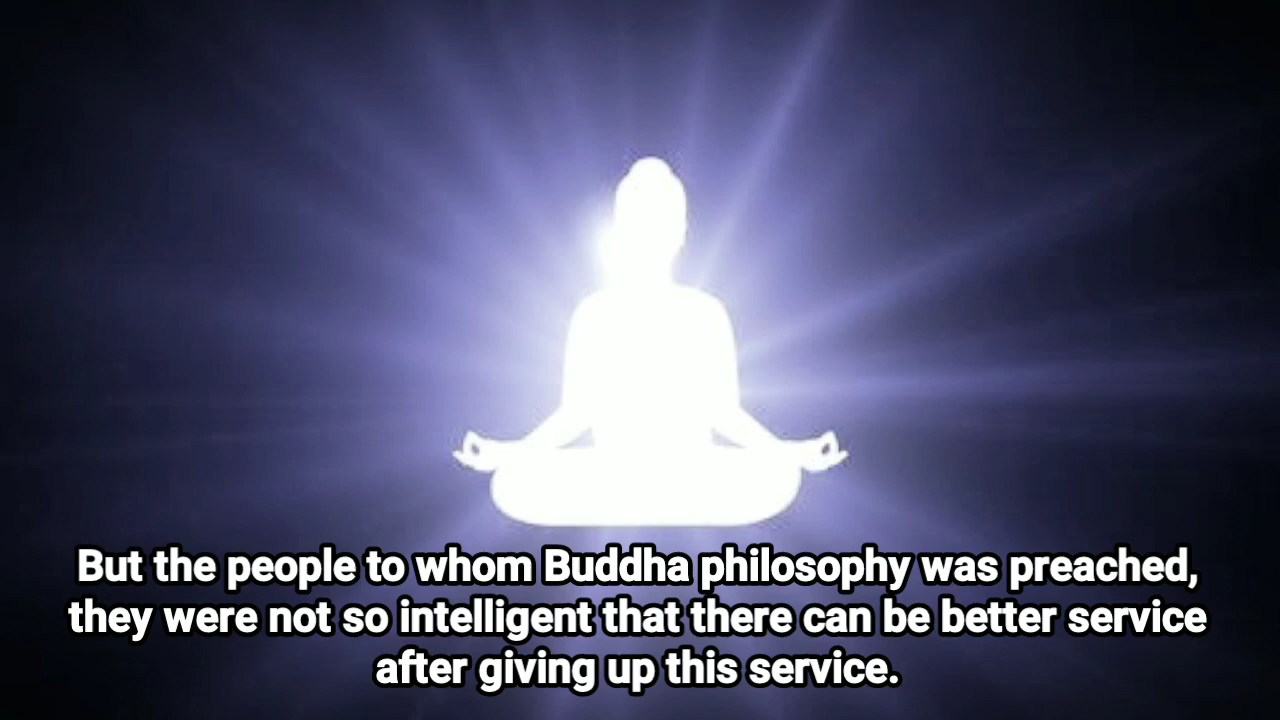 But the people to whom Buddha philosophy was preached,
they were not so intelligent that there can be better service
after giving up this service.